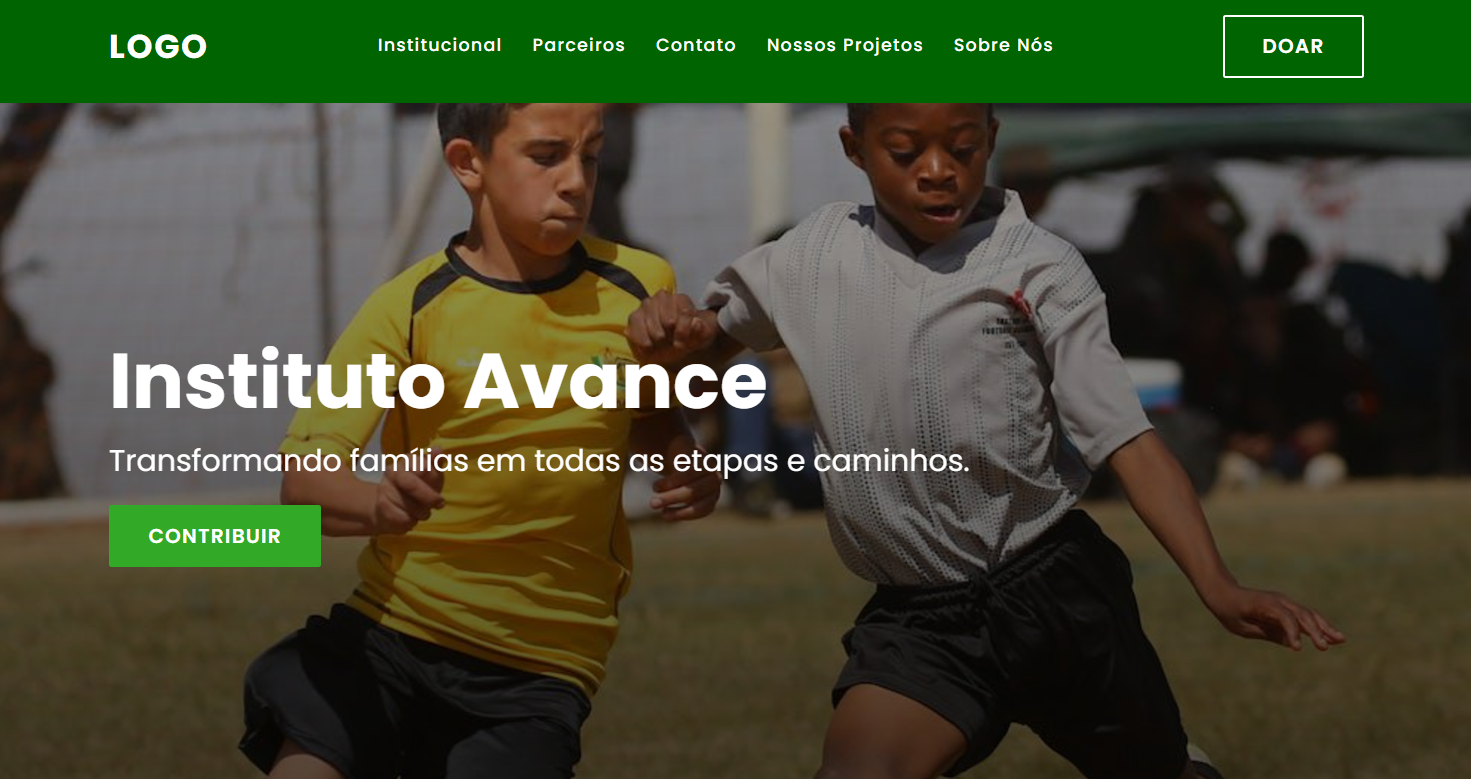 LOGO
Institucional
Parceiros
Contato
Nossos Projetos
Sobre Nós
DOAR
Instituto Avance
Transformando famílias em todas as etapas e caminhos.
CONTRIBUIR